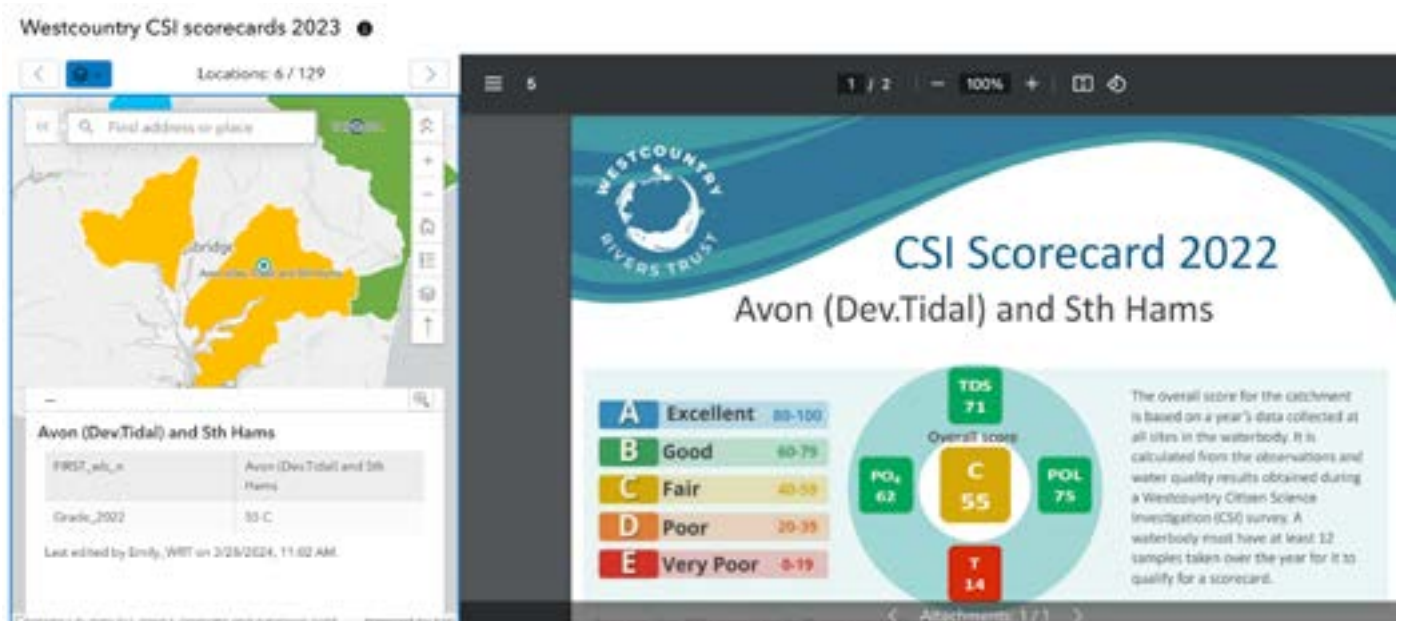 Westcountry CSI scorecards 2023
Locations: 6 / 129
Find address or place
bridge
Avon (Dev.Tidal) and Sth Hams
FIRST_wb_n
Avon (Dev.Tidal) and Sth
Hams
Grade_2022
55 C
Last edited by Emily, WRT on 3/28/2024, 11:02 AM.
6
1 / 2
100%
WESTCOUNTRY
RIVERS TRUST
CSI Scorecard 2022
Avon (Dev.Tidal) and Sth Hams
A Excellent 80-100
B Good 60-79
C Fair 40-59
D Poor 20-39
E Very Poor 0-19
TDS
71
Overall score
PO₄
62
C
55
POL
75
T
14
The overall score for the catchment
is based on a year's data collected at
all sites in the waterbody. It is
calculated from the observations and
water quality results obtained during
a Westcountry Citizen Science
Investigation (CSI) survey. A
waterbody must have at least 12
samples taken over the year for it to
qualify for a scorecard.
Attachments: 1 / 1